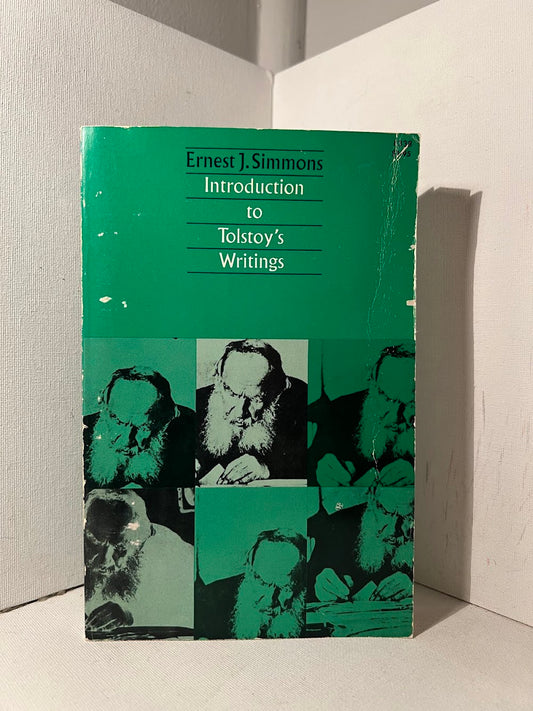 Ernest J. Simmons
Introduction
to
Tolstoy's
Writings